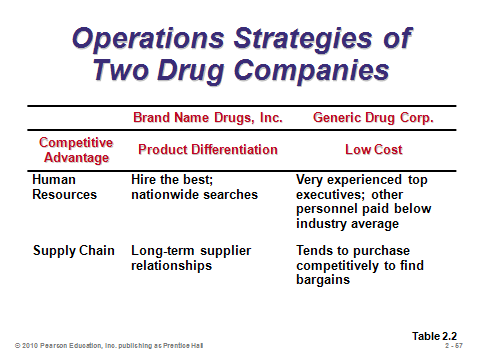 Operations Strategies of
Two Drug Companies
Brand Name Drugs, Inc. Generic Drug Corp.
Competitive
Advantage
Product Differentiation
Low Cost
Human
Resources
Hire the best;
nationwide searches
Very experienced top
executives; other
personnel paid below
industry average
Supply Chain
Long-term supplier
relationships
Tends to purchase
competitively to find
bargains
Table 2.2
© 2010 Pearson Education, Inc. publishing as Prentice Hall
2 - 67